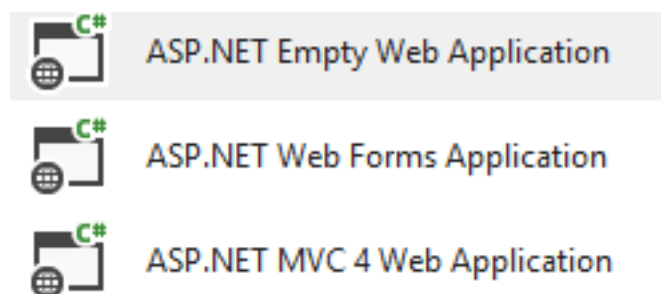 C#
ASP.NET Empty Web Application
C#
ASP.NET Web Forms Application
C#
ASP.NET MVC 4 Web Application